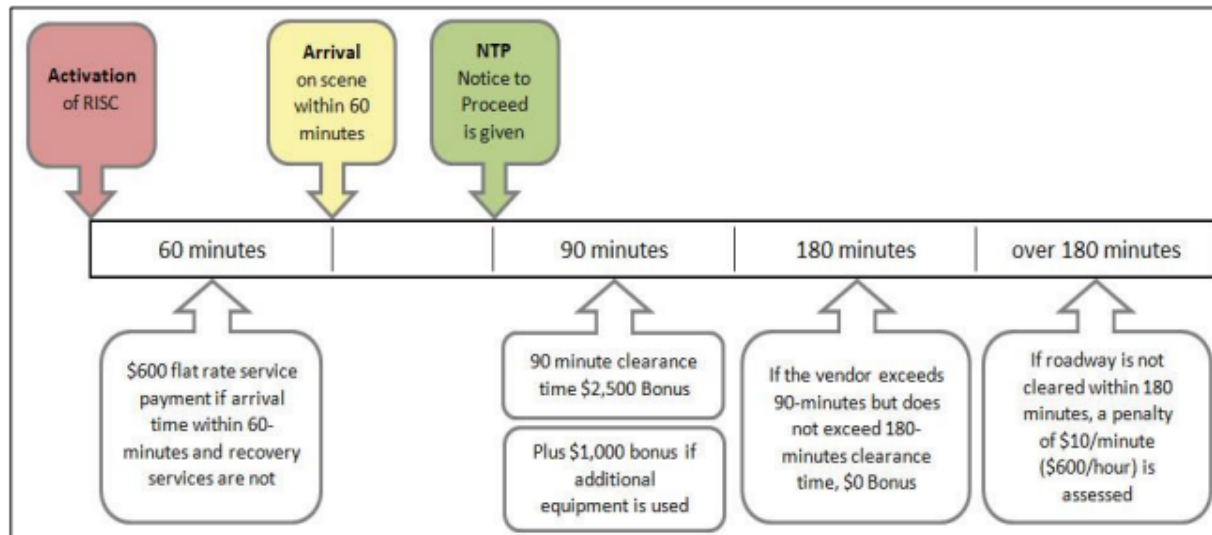 Activation
of RISC
Arrival
on scene
within 60
minutes
NTP
Notice to
Proceed
is given
60 minutes
90 minutes
180 minutes
over 180 minutes
$600 flat rate service
payment if arrival
time within 60-
minutes and recovery
services are not
90 minute clearance
time $2,500 Bonus
Plus $1,000 bonus if
additional
equipment is used
If the vendor exceeds
90-minutes but does
not exceed 180-
minutes clearance
time, $0 Bonus
If roadway is not
cleared within 180
minutes, a penalty
of $10/minute
($600/hour) is
assessed